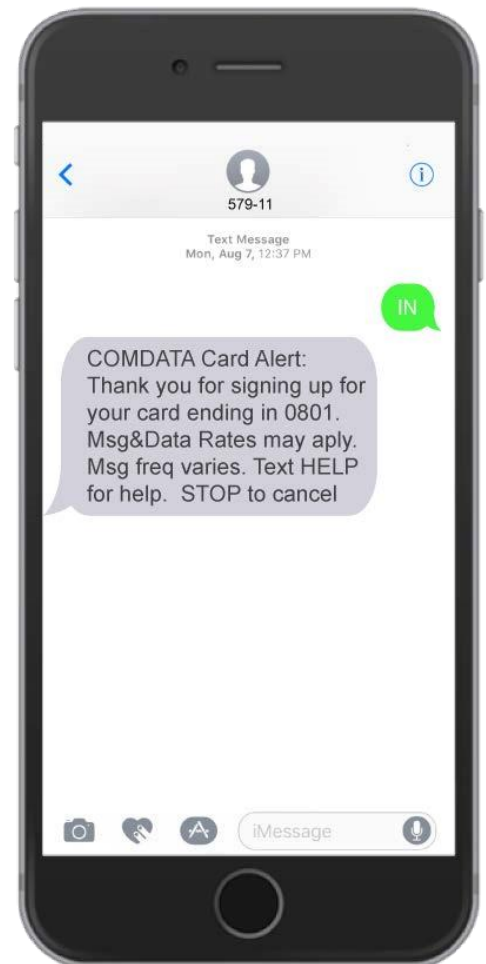 579-11
Text Message
Mon, Aug 7, 12:37 PM
IN
COMDATA Card Alert:
Thank you for signing up for
your card ending in 0801.
Msg&Data Rates may aply.
Msg freq varies. Text HELP
for help.  STOP to cancel
iMessage